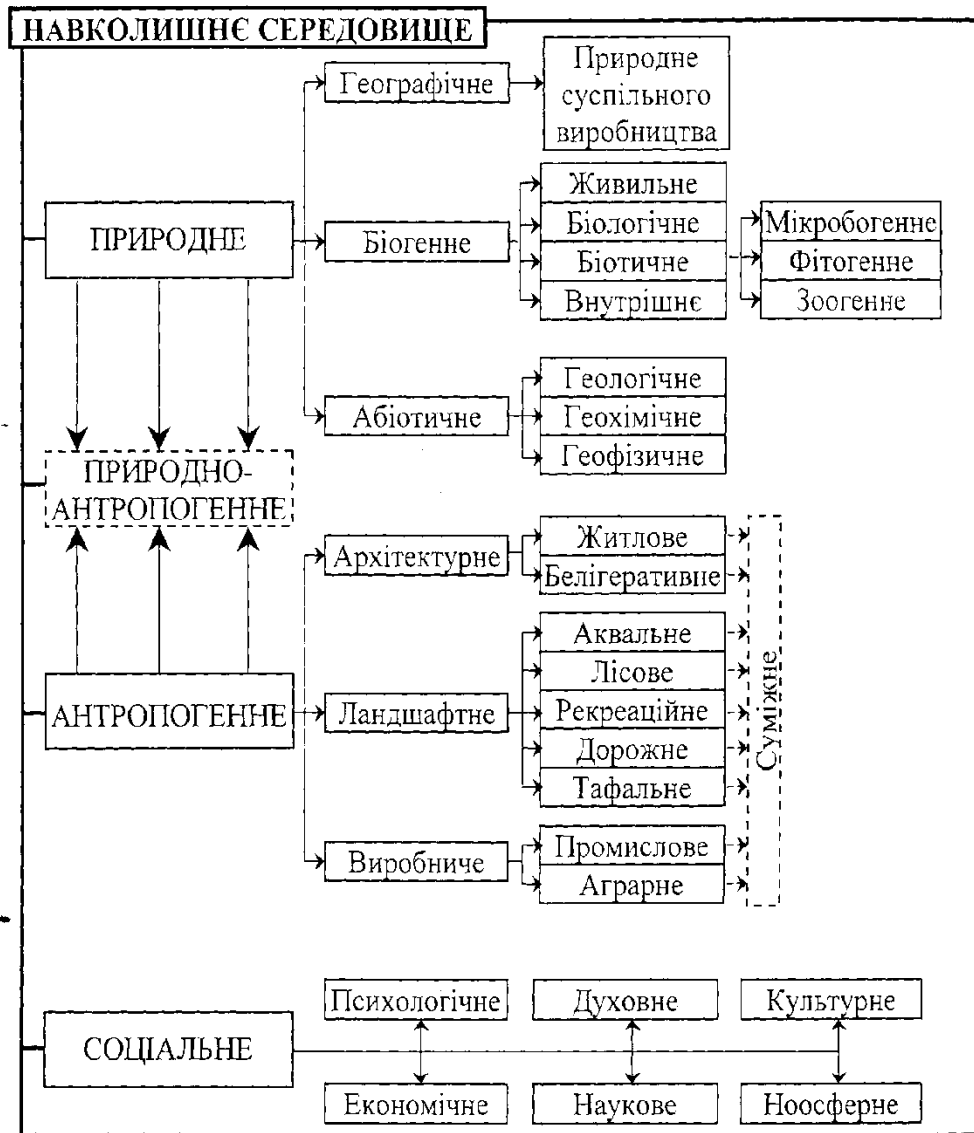 НАВКОЛИШНЄ СЕРЕДОВИЩЕ
Географічне
Природне
суспільного
виробництва
ПРИРОДНЕ
Біогенне
Живильне
Біологічне
Біотичне
Внутрішнє
Мікробогенне
Фітогенне
Зоогенне
Абіотичне
Геологічне
Геохімічне
Геофізичне
ПРИРОДНО-
АНТРОПОГЕННЕ
Архітектурне
Житлове
Белігеративне
АНТРОПОГЕННЕ
Ландшафтне
Аквальне
Лісове
Рекреаційне
Дорожне
Тафальне
Виробниче
Промислове
Аграрне
Суміжне
СОЦІАЛЬНЕ
Психологічне
Духовне
Культурне
Економічне
Наукове
Ноосферне